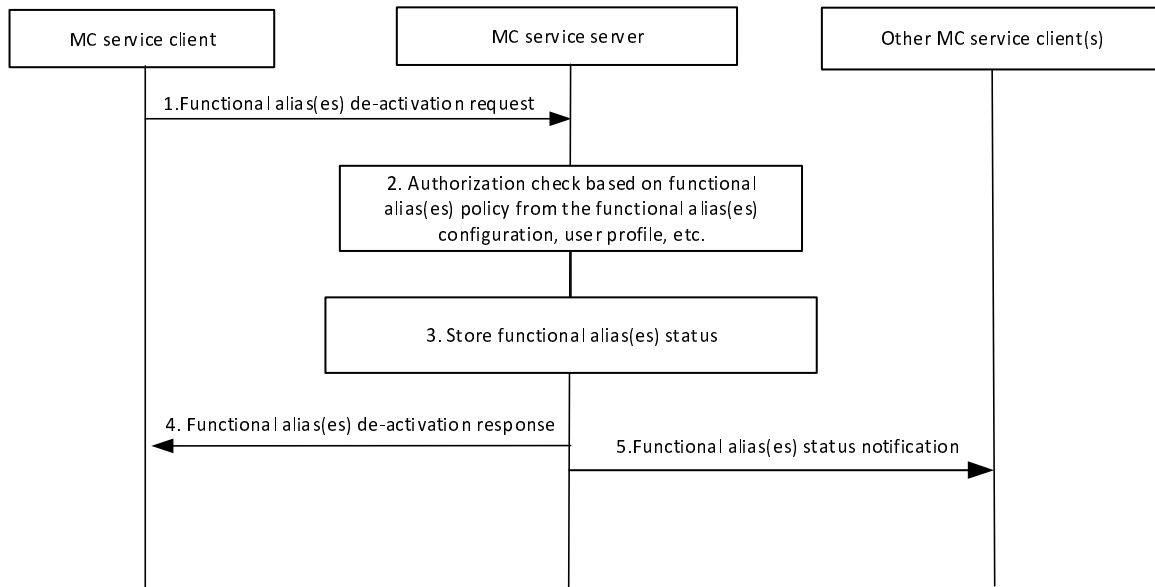 MC service client
MC service server
Other MC service client(s)
1.Functional alias(es) de-activation request
2. Authorization check based on functional
alias(es) policy from the functional alias(es)
configuration, user profile, etc.
3. Store functional alias(es) status
4. Functional alias(es) de-activation response
5.Functional alias(es) status notification